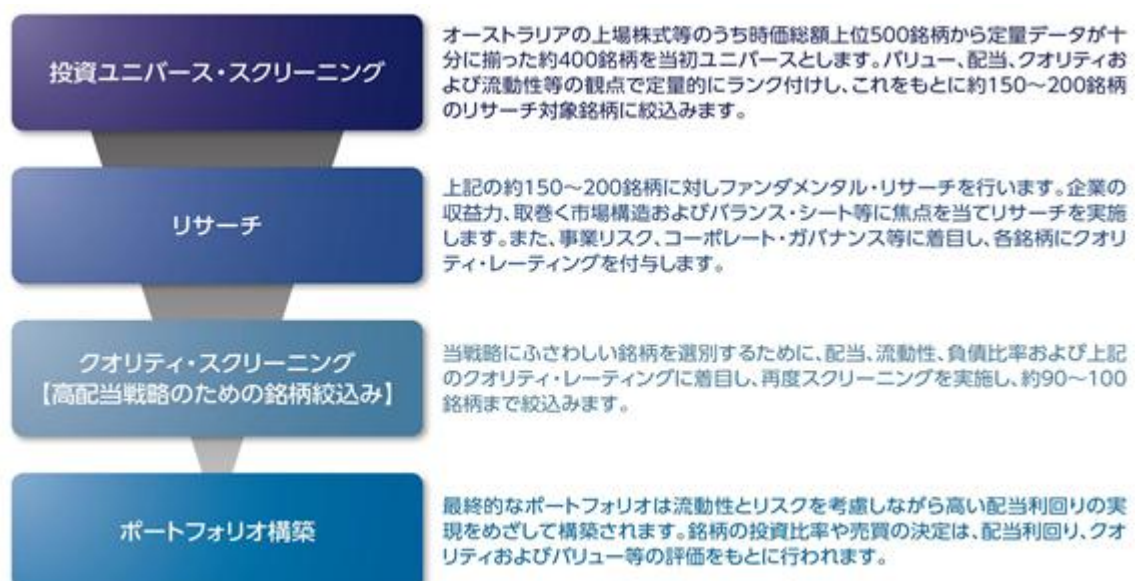 投資ユニバース・スクリーニング
オーストラリアの上場株式等のうち時価総額上位500銘柄から定量データが十
分に揃った約400銘柄を当初ユニバースとします。バリュー、配当、クオリティお
よび流動性等の観点で定量的にランク付けし、これをもとに約150～200銘柄
のリサーチ対象銘柄に絞込みます。
リサーチ
上記の約150～200銘柄に対しファンダメンタル・リサーチを行います。企業の
収益力、取巻く市場構造およびバランス・シート等に焦点を当てリサーチを実施
します。また、事業リスク、コーポレート・ガバナンス等に着目し、各銘柄にクオリ
ティ・レーティングを付与します。
クオリティ・スクリーニング
【高配当戦略のための銘柄絞込み】
当戦略にふさわしい銘柄を選別するために、配当、流動性、負債比率および上記
のクオリティ・レーティングに着目し、再度スクリーニングを実施し、約90～100
銘柄まで絞込みます。
ポートフォリオ構築
最終的なポートフォリオは流動性とリスクを考慮しながら高い配当利回りの実
現をめざして構築されます。銘柄の投資比率や売買の決定は、配当利回り、クオ
リティおよびバリュー等の評価をもとに行われます。